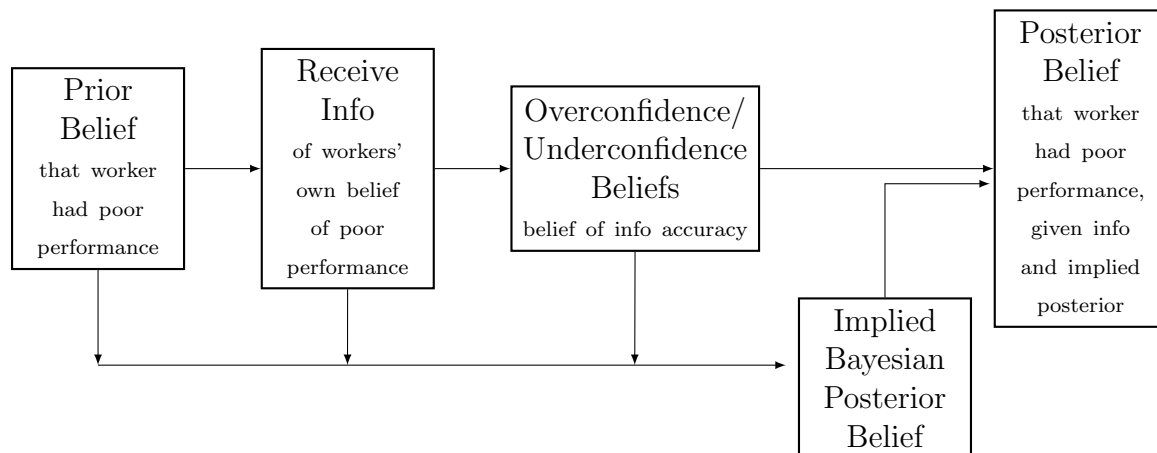 Prior
Belief
that worker
had poor
performance
Receive
Info
of workers'
own belief
of poor
performance
Overconfidence/
Underconfidence
Beliefs
belief of info accuracy
Implied
Bayesian
Posterior
Belief
Posterior
Belief
that worker
had poor
performance,
given info
and implied
posterior